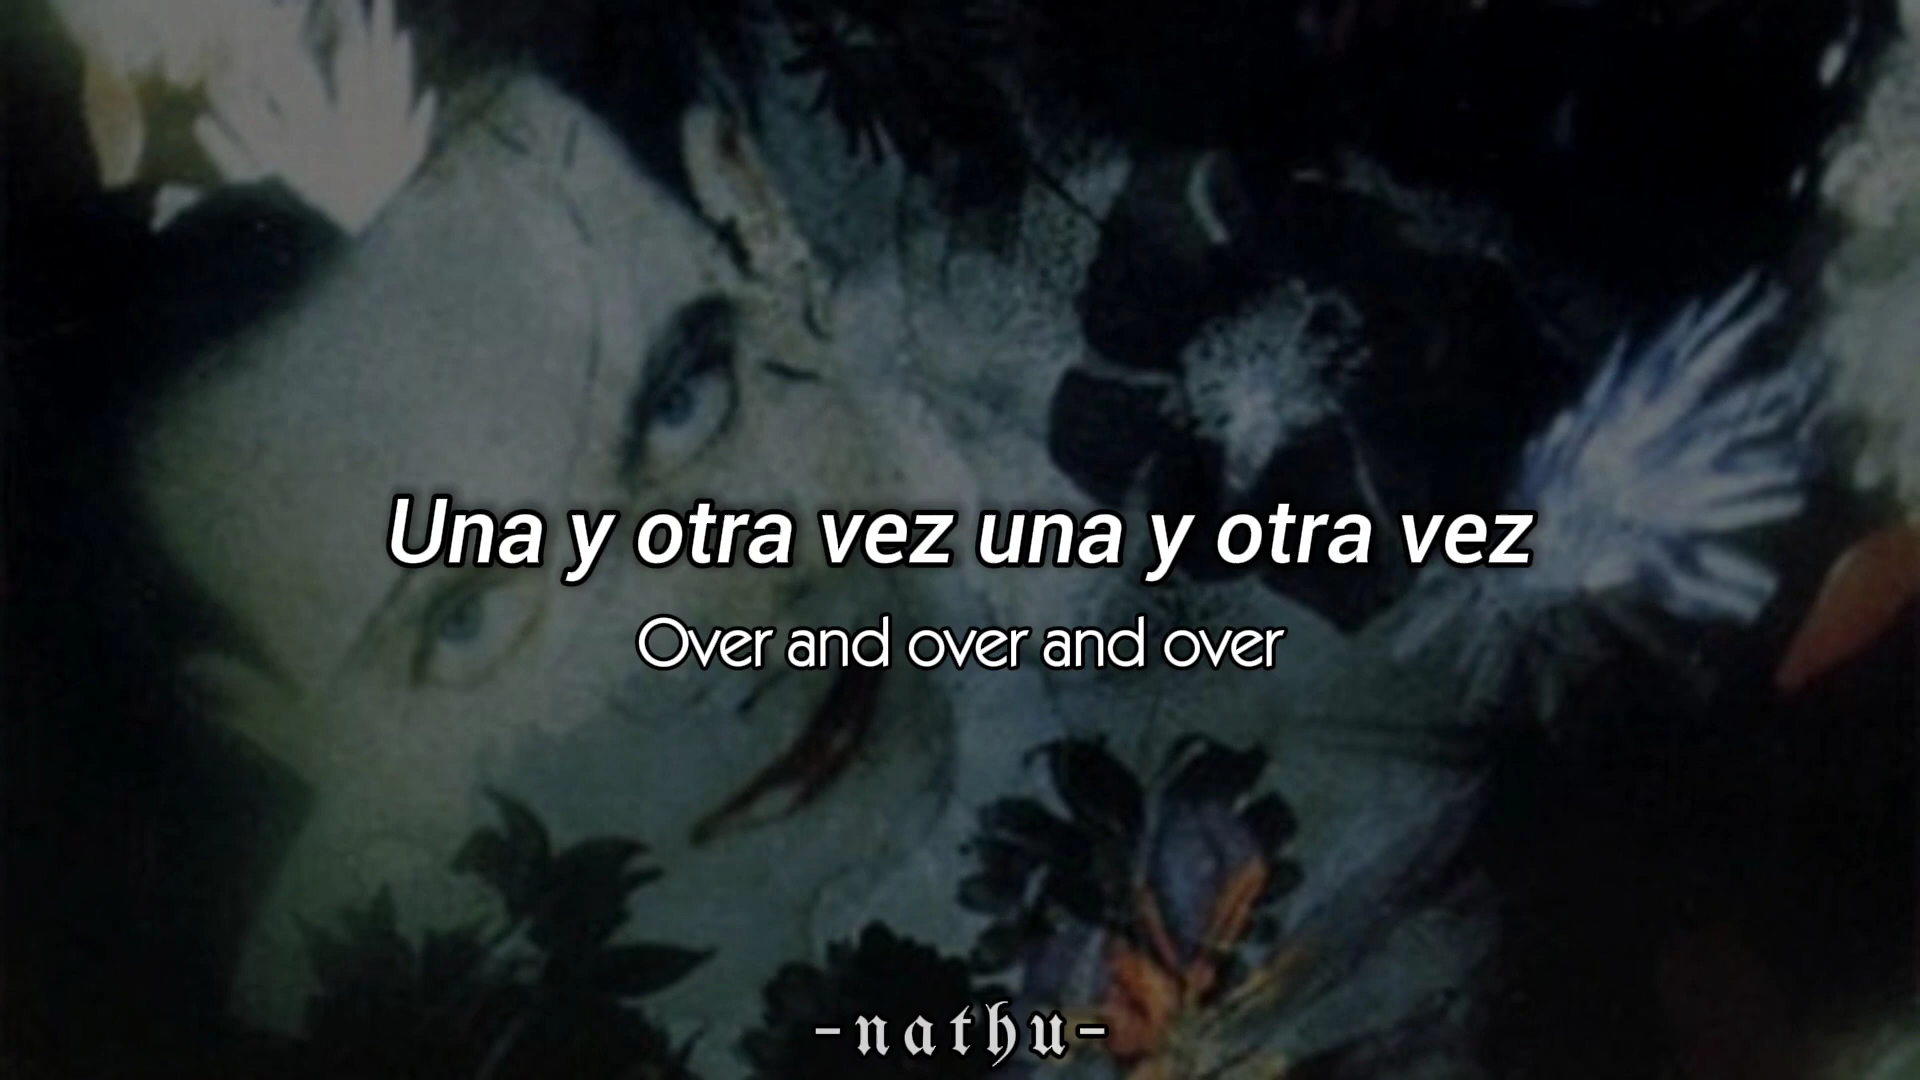 Una y otra vez una y otra vez
Over and over and over
-nathu-